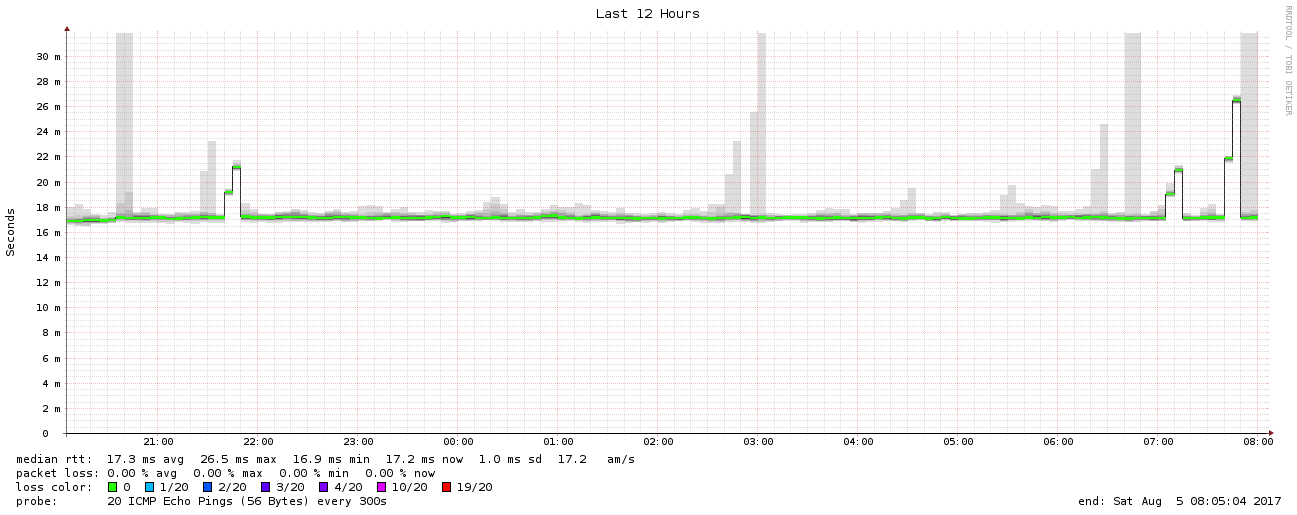 Last 12 Hours
RRDTOOL / TOBI OETIKER
Seconds
30 m
28 m
26 m
24 m
22 m
20 m
18 m
16 m
14 m
12 m
10 m
8 m
6 m
4 m
2 m
0
21:00 22:00 23:00 00:00 01:00 02:00 03:00 04:00 05:00 06:00 07:00 08:00
median rtt: 17.3 ms avg 26.5 ms max 16.9 ms min 17.2 ms now 1.0 ms sd 17.2 am/s
packet loss: 0.00 % avg 0.00 % max 0.00 % min 0.00 % now
loss color: 0 1/20 2/20 3/20 4/20 10/20 19/20
probe: 20 ICMP Echo Pings (56 Bytes) every 300s
end: Sat Aug 5 08:05:04 2017